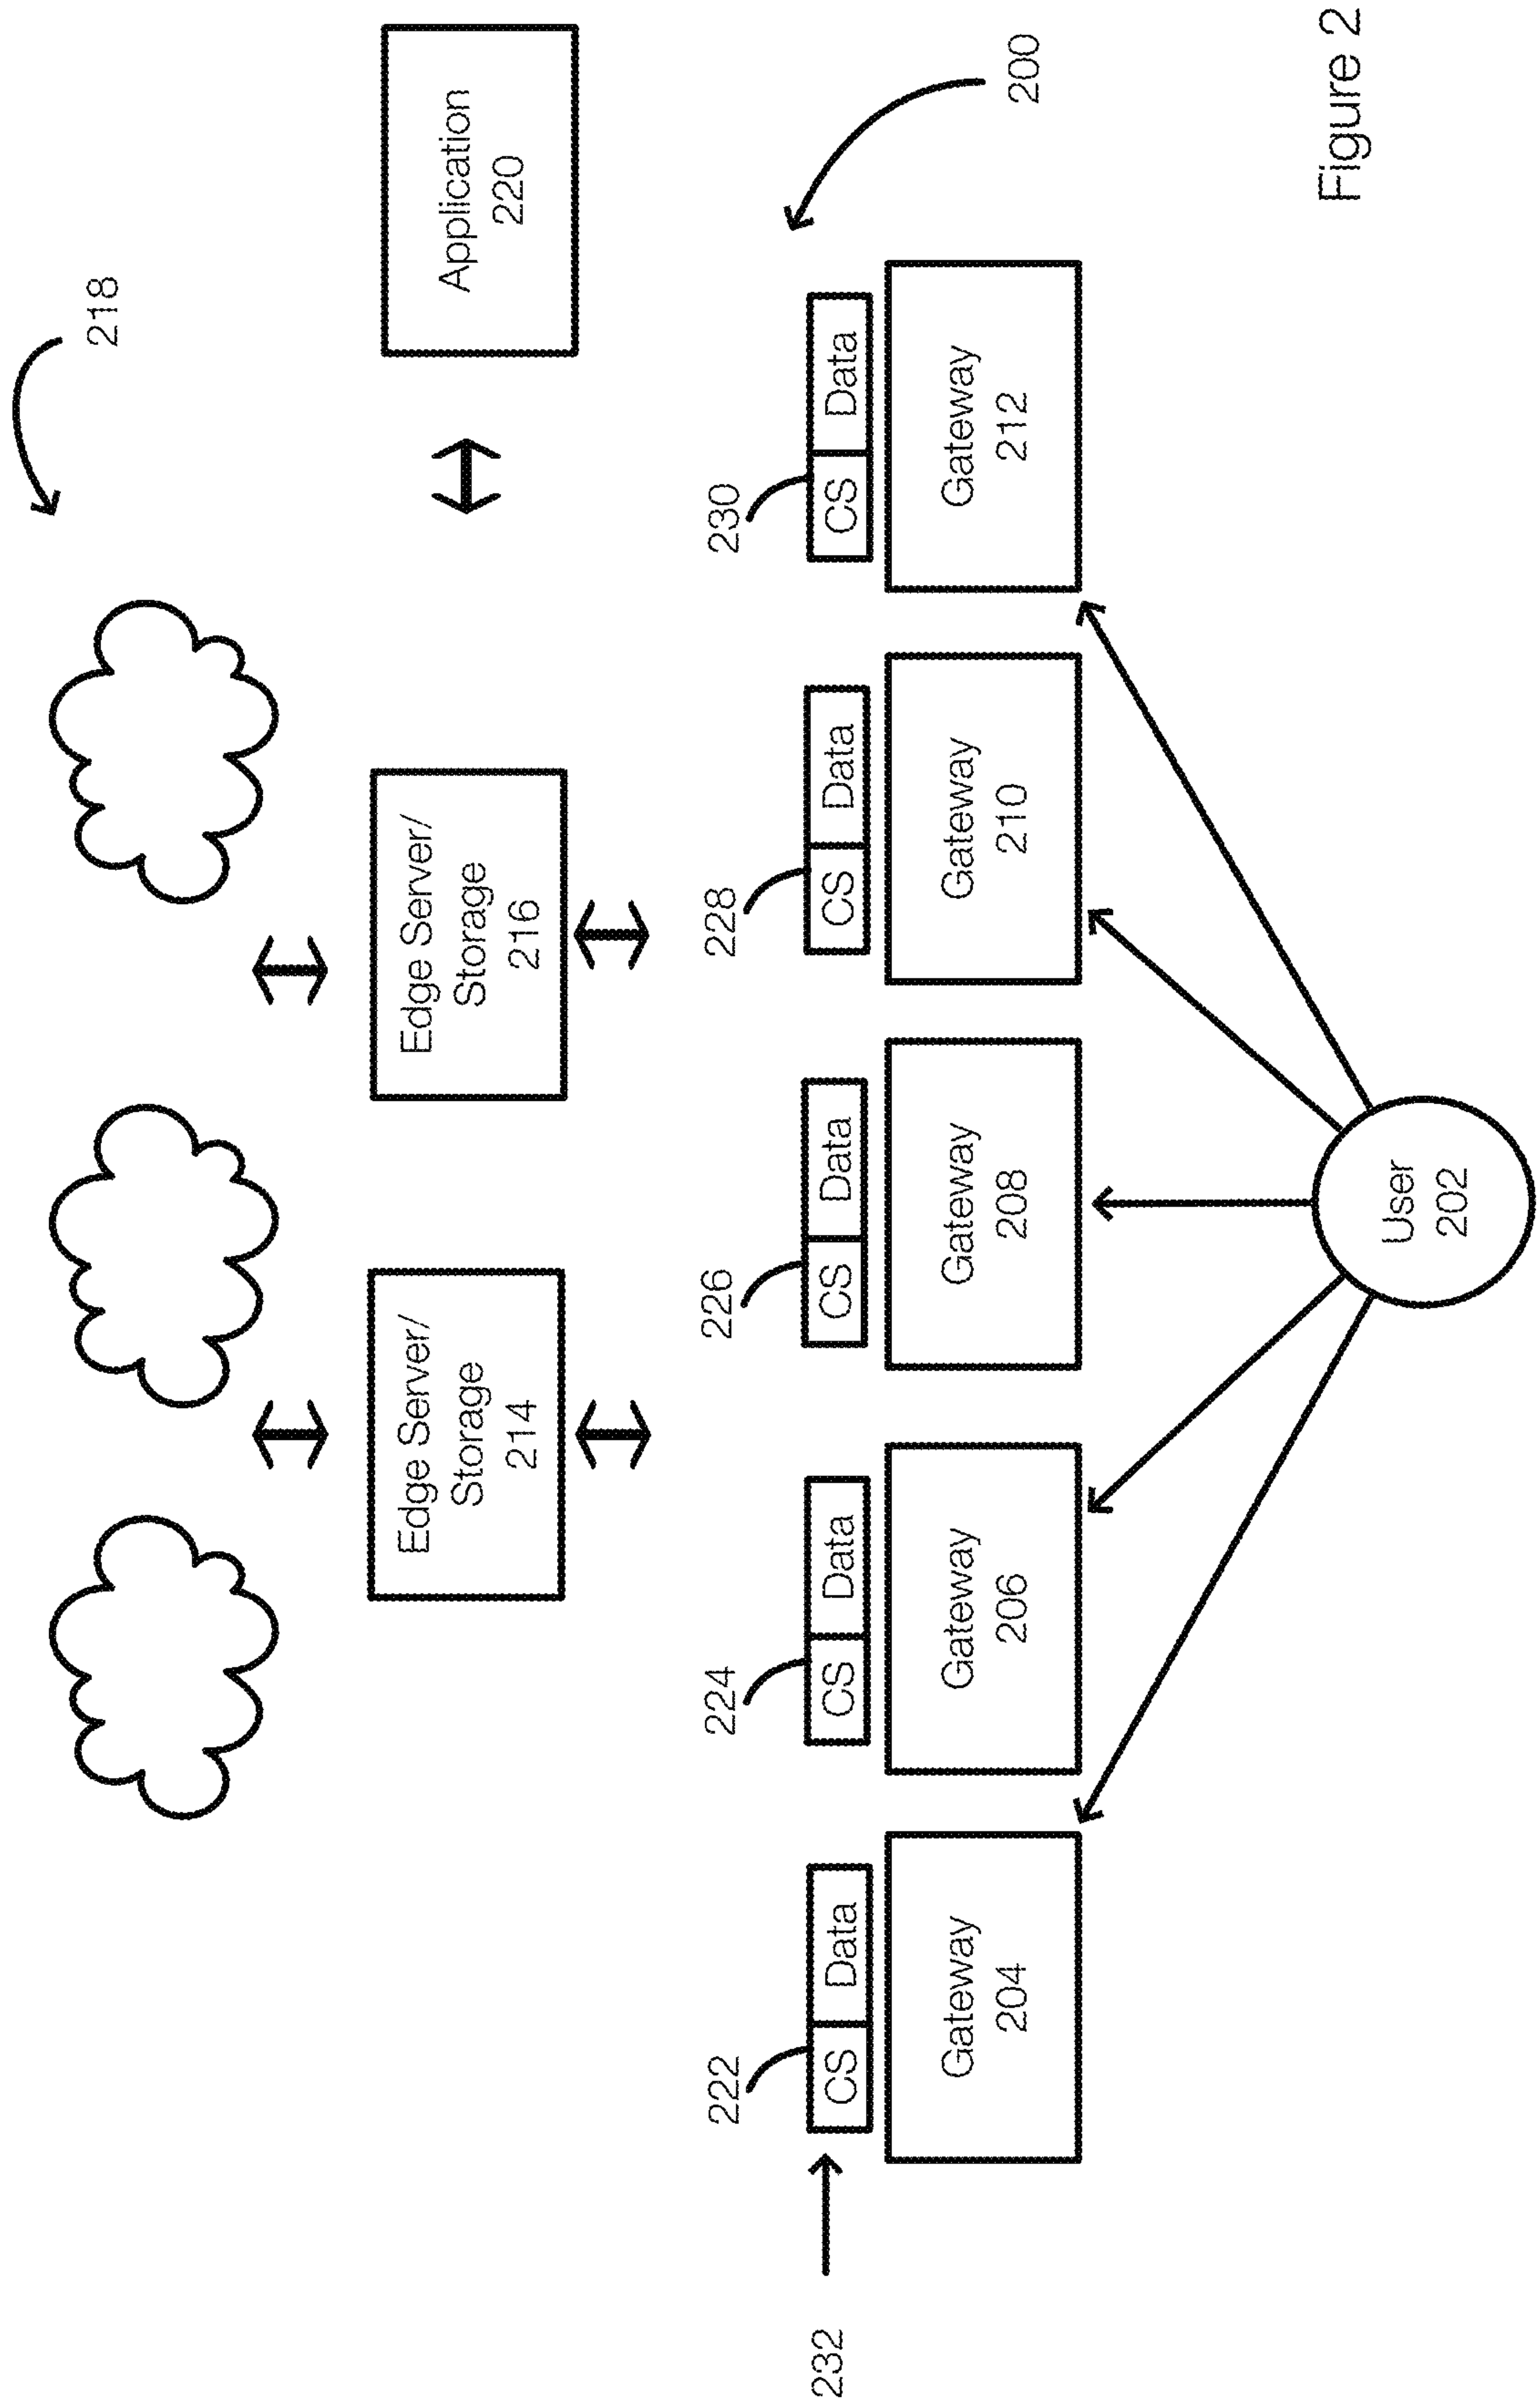 218
Application
220
Edge Server/
Storage
214
Edge Server/
Storage
216
200
222
224
226
228
230
232
CS
Data
CS
Data
CS
Data
CS
Data
CS
Data
Gateway
204
Gateway
206
Gateway
208
Gateway
210
Gateway
212
User
202
Figure 2